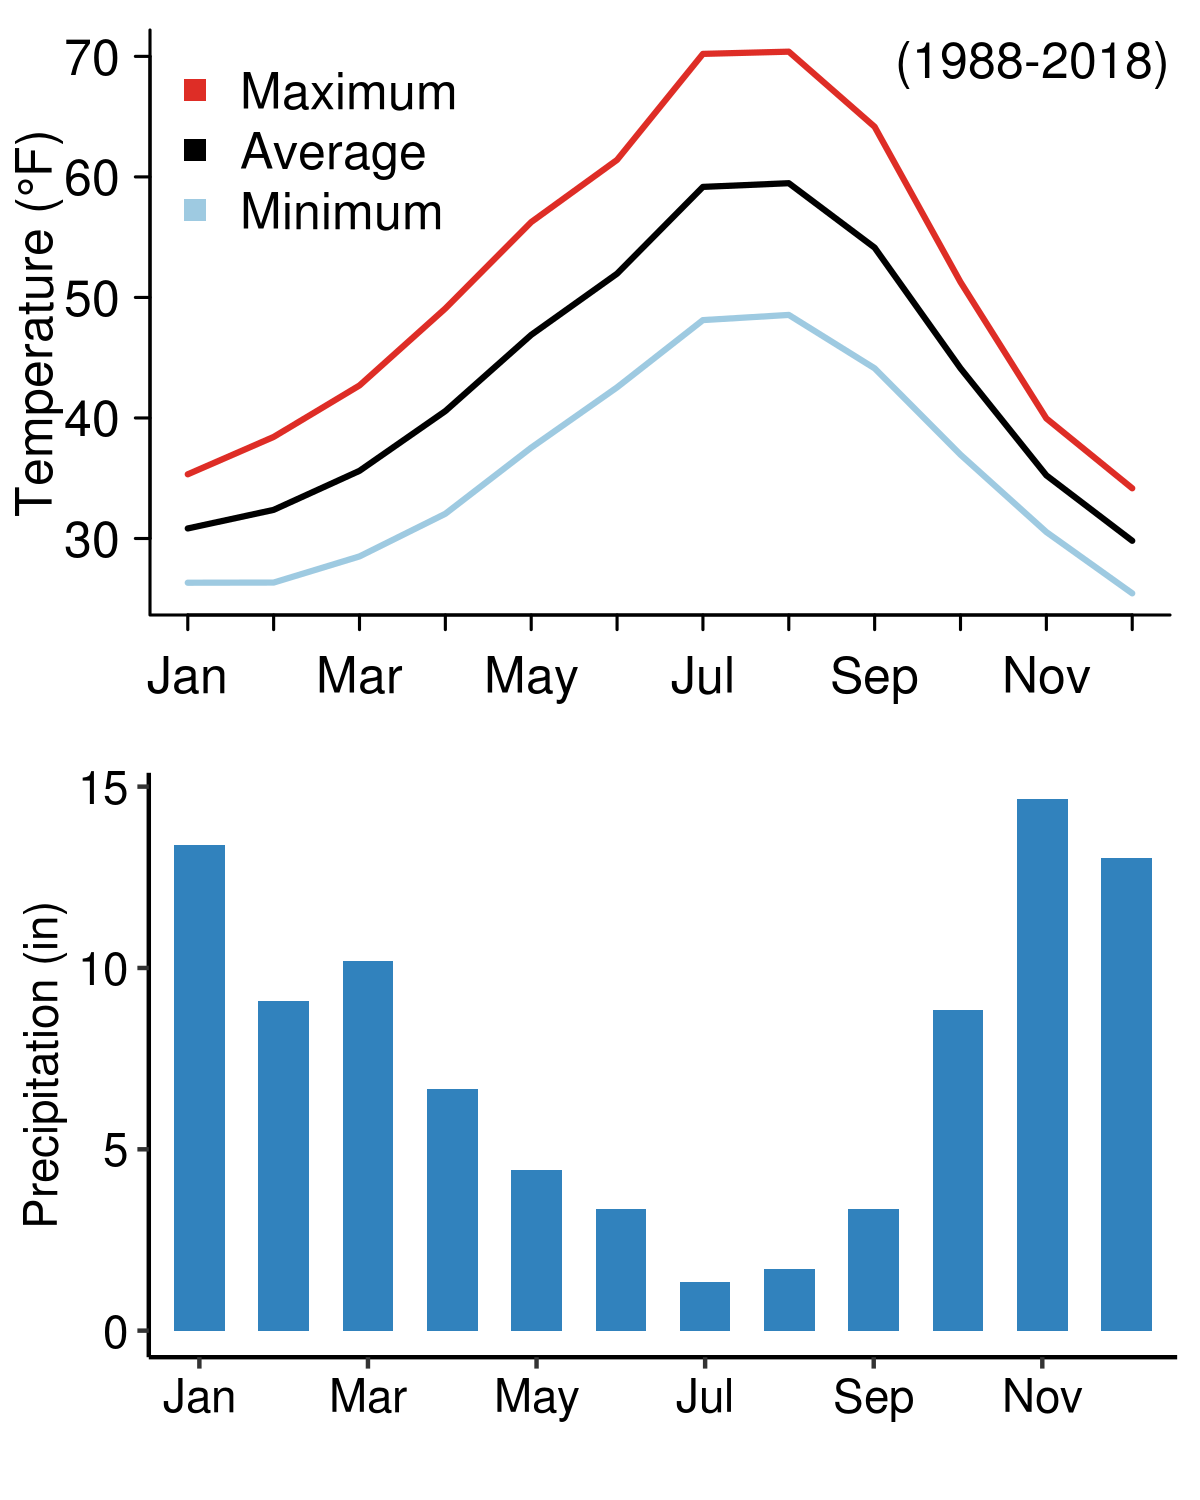 (1988-2018)
Maximum
Average
Minimum
Temperature (°F)
70
60
50
40
30
Jan Mar May Jul Sep Nov
Precipitation (in)
15
10
5
0
Jan Mar May Jul Sep Nov